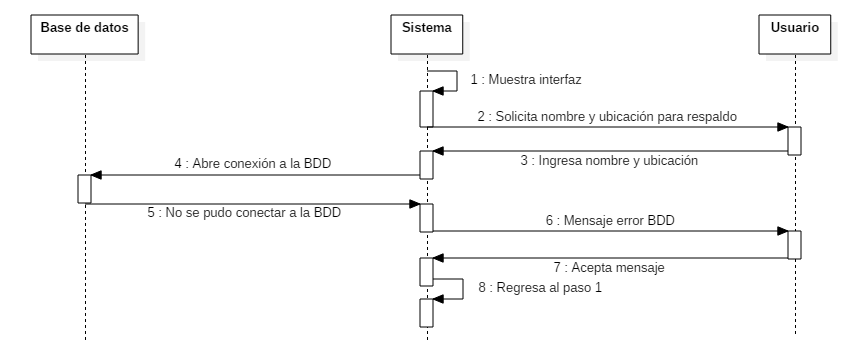 Base de datos
Sistema
Usuario
1 : Muestra interfaz
2 : Solicita nombre y ubicación para respaldo
3 : Ingresa nombre y ubicación
4 : Abre conexión a la BDD
5 : No se pudo conectar a la BDD
6 : Mensaje error BDD
7 : Acepta mensaje
8 : Regresa al paso 1